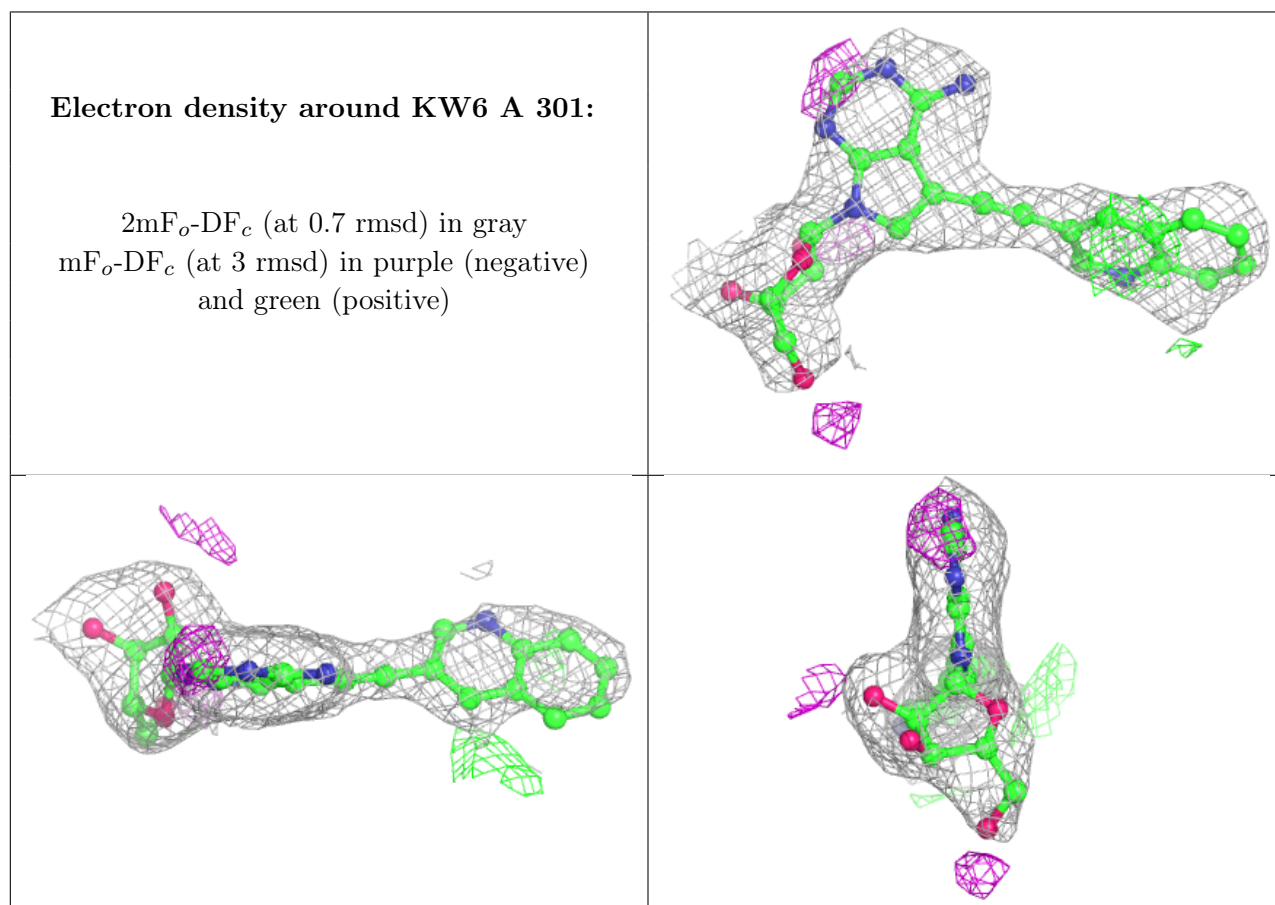 Electron density around KW6 A 301:
2mFo-DFc (at 0.7 rmsd) in gray
mFo-DFc (at 3 rmsd) in purple (negative)
and green (positive)